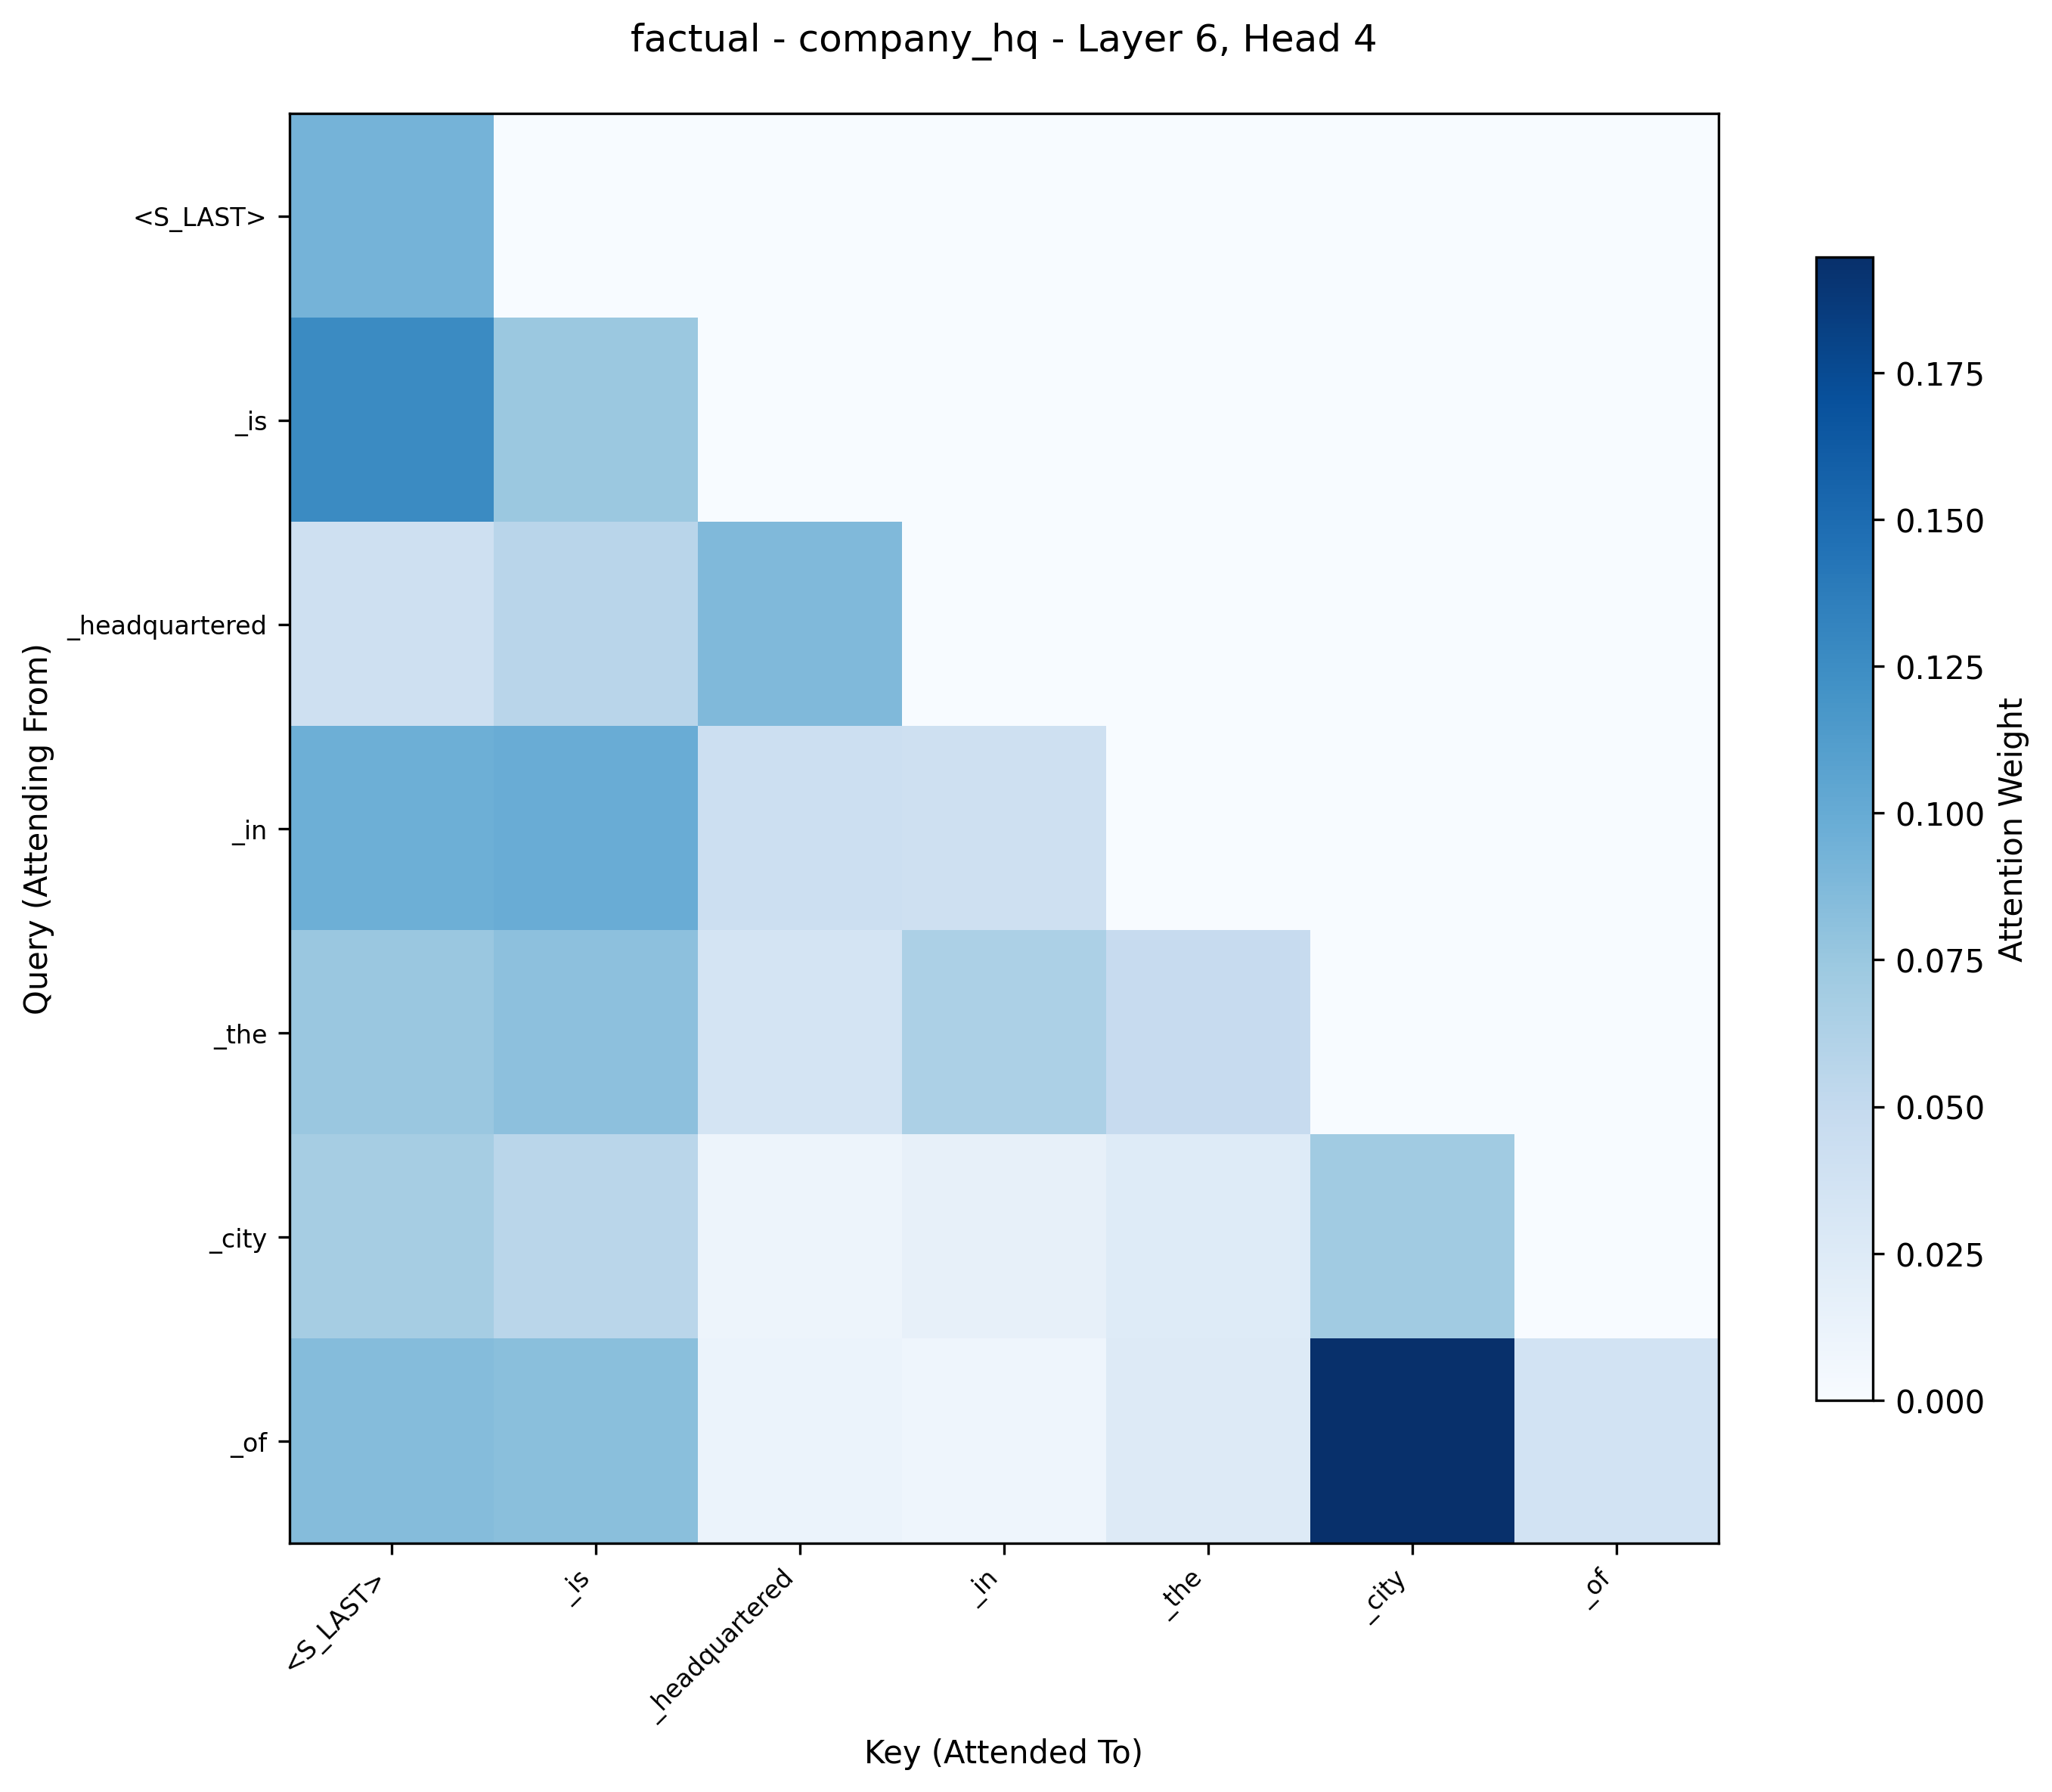 factual - company_hq - Layer 6, Head 4
Query (Attending From)
<S_LAST>
_is
_headquartered
_in
_the
_city
_of
<S_LAST>
_is
_headquartered
_in
_the
_city
_of
Key (Attended To)
0.175
0.150
0.125
0.100
0.075
0.050
0.025
0.000
Attention Weight